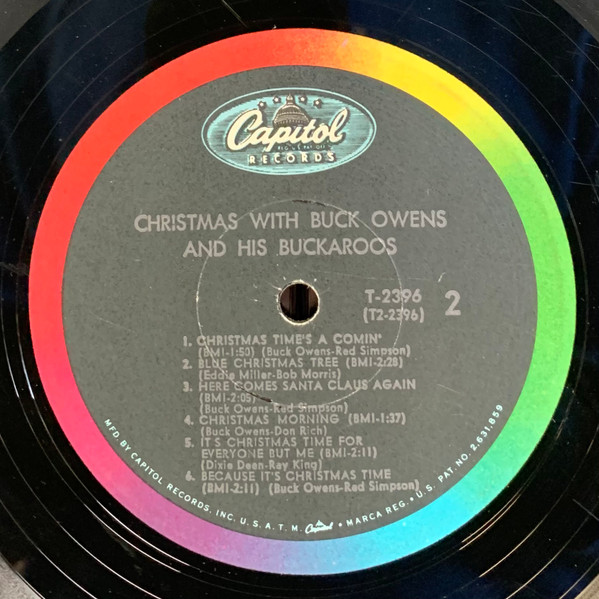 Capitol
REG. U.S. PAT. OFF.
RECORDS
CHRISTMAS WITH BUCK OWENS
AND HIS BUCKAROOS
T-2396
(T2-2396)
2
1. CHRISTMAS TIME'S A COMIN'
(BMI-1:50) (Buck Owens-Red Simpson)
2. BLUE CHRISTMAS TREE (BMI-2:28)
(Eddie Miller-Bob Morris)
3. HERE COMES SANTA CLAUS AGAIN
(BMI-2:05)
(Buck Owens-Red Simpson)
4. CHRISTMAS MORNING (BMI-1:37)
(Buck Owens-Don Rich)
5. IT'S CHRISTMAS TIME FOR
EVERYONE BUT ME (BMI-2:11)
(Dixie Deen-Ray King)
6. BECAUSE IT'S CHRISTMAS TIME
(BMI-2:11) (Buck Owens-Red Simpson)
MFD. BY CAPITOL RECORDS, INC. U.S.A. T.M. Capitol • MARCA REG. • U.S. PAT. NO. 2,631,859